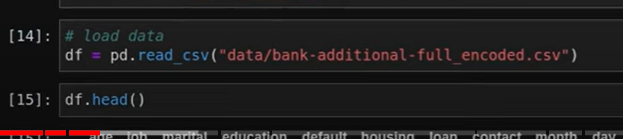 [14]: # load data
df = pd.read_csv("data/bank-additional-full_encoded.csv")
[15]: df.head()
[15]: age job marital education default housing loan contact month day